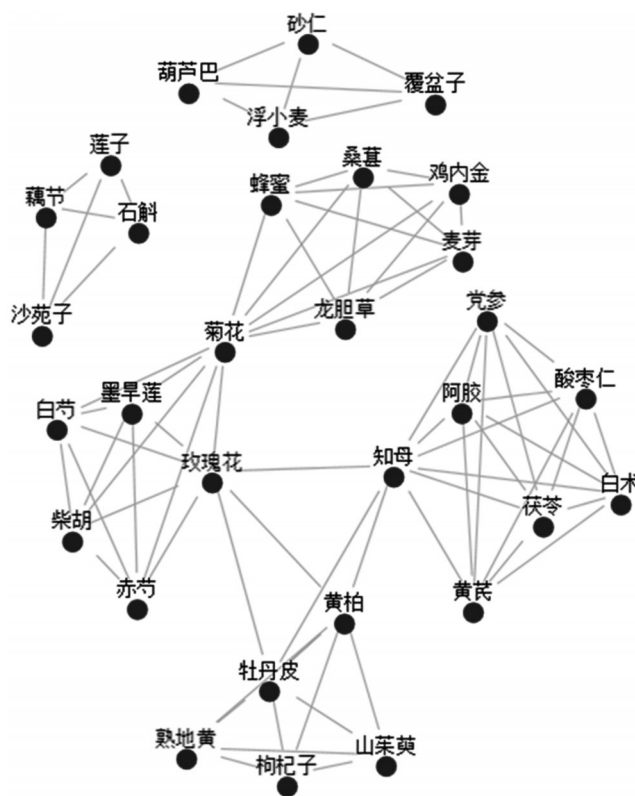 砂仁
葫芦巴
覆盆子
浮小麦
莲子
桑葚
鸡内金
蜂蜜
藕节
石斛
麦芽
沙苑子
龙胆草
党参
菊花
酸枣仁
墨旱莲
阿胶
白芍
玫瑰花
知母
白术
茯苓
柴胡
赤芍
黄芪
黄柏
牡丹皮
熟地黄
山茱萸
枸杞子